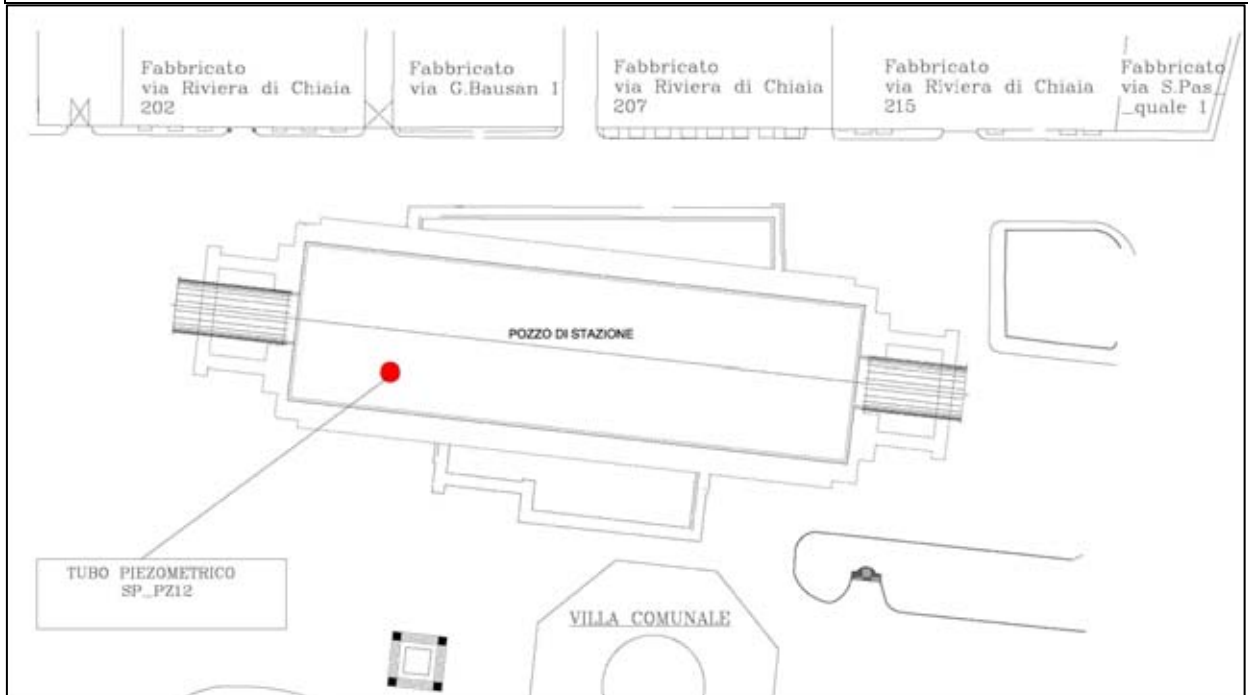 Fabbricato
via Riviera di Chiaia
202
Fabbricato
via G.Bausan 1
Fabbricato
via Riviera di Chiaia
207
Fabbricato
via Riviera di Chiaia
215
Fabbricato
via S.Pas_
_quale 1
POZZO DI STAZIONE
TUBO PIEZOMETRICO
SP_PZ12
VILLA COMUNALE